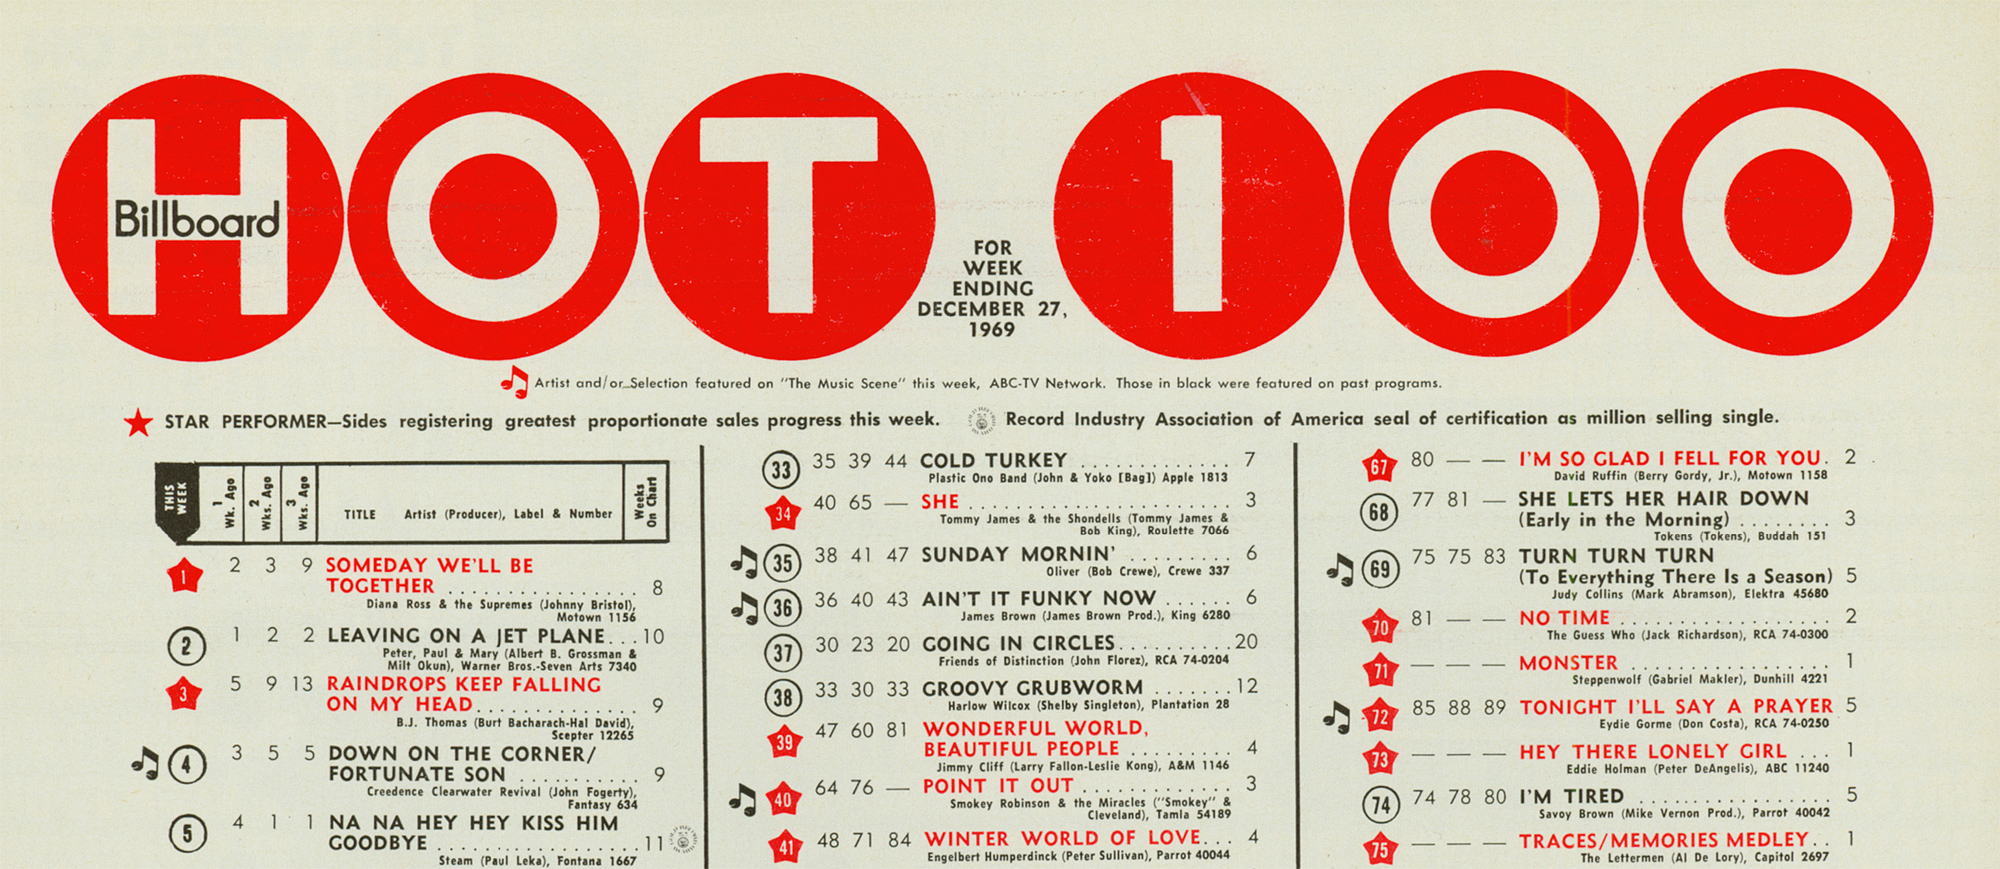 HOT 100
Billboard
FOR
WEEK
ENDING
DECEMBER 27,
1969
Artist and/or Selection featured on "The Music Scene" this week, ABC-TV Network. Those in black were featured on past programs.
STAR PERFORMER—Sides registering greatest proportionate sales progress this week. Record Industry Association of America seal of certification as million selling single.
THIS WEEK 1 Wk. Ago 2 Wks. Ago 3 Wks. Ago TITLE Artist (Producer), Label & Number Weeks On Chart
1 2 3 9 SOMEDAY WE'LL BE
TOGETHER . . . . . . . . . . . . . . . . . 8
Diana Ross & the Supremes (Johnny Bristol),
Motown 1156
2 1 2 2 LEAVING ON A JET PLANE. . .10
Peter, Paul & Mary (Albert B. Grossman &
Milt Okun), Warner Bros.-Seven Arts 7340
3 5 9 13 RAINDROPS KEEP FALLING
ON MY HEAD. . . . . . . . . . . . . . 9
B.J. Thomas (Burt Bacharach-Hal David),
Scepter 12265
4 3 5 5 DOWN ON THE CORNER/
FORTUNATE SON . . . . . . . . . . 9
Creedence Clearwater Revival (John Fogerty),
Fantasy 634
5 4 1 1 NA NA HEY HEY KISS HIM
GOODBYE . . . . . . . . . . . . . . . . . .11
Steam (Paul Leka), Fontana 1667
33 35 39 44 COLD TURKEY . . . . . . . . . . . . . 7
Plastic Ono Band (John & Yoko [Bag]) Apple 1813
34 40 65 — SHE . . . . . . . . . . . . . . . . . . . . . . 3
Tommy James & the Shondells (Tommy James &
Bob King), Roulette 7066
35 38 41 47 SUNDAY MORNIN' . . . . . . . . . 6
Oliver (Bob Crewe), Crewe 337
36 36 40 43 AIN'T IT FUNKY NOW . . . . . . 6
James Brown (James Brown Prod.), King 6280
37 30 23 20 GOING IN CIRCLES. . . . . . . . . .20
Friends of Distinction (John Florez), RCA 74-0204
38 33 30 33 GROOVY GRUBWORM . . . . . . .12
Harlow Wilcox (Shelby Singleton), Plantation 28
39 47 60 81 WONDERFUL WORLD,
BEAUTIFUL PEOPLE . . . . . . . . . 4
Jimmy Cliff (Larry Fallon-Leslie Kong), A&M 1146
40 64 76 — POINT IT OUT . . . . . . . . . . . . . 3
Smokey Robinson & the Miracles ("Smokey" &
Cleveland), Tamla 54189
41 48 71 84 WINTER WORLD OF LOVE. . . 4
Engelbert Humperdinck (Peter Sullivan), Parrot 40044
67 80 — — I'M SO GLAD I FELL FOR YOU. 2
David Ruffin (Berry Gordy, Jr.), Motown 1158
68 77 81 — SHE LETS HER HAIR DOWN
(Early in the Morning) . . . . . . . . 3
Tokens (Tokens), Buddah 151
69 75 75 83 TURN TURN TURN
(To Everything There Is a Season) 5
Judy Collins (Mark Abramson), Elektra 45680
70 81 — — NO TIME . . . . . . . . . . . . . . . . . . 2
The Guess Who (Jack Richardson), RCA 74-0300
71 — — — MONSTER . . . . . . . . . . . . . . . . . 1
Steppenwolf (Gabriel Makler), Dunhill 4221
72 85 88 89 TONIGHT I'LL SAY A PRAYER 5
Eydie Gorme (Don Costa), RCA 74-0250
73 — — — HEY THERE LONELY GIRL . . . 1
Eddie Holman (Peter DeAngelis), ABC 11240
74 74 78 80 I'M TIRED . . . . . . . . . . . . . . . . 5
Savoy Brown (Mike Vernon Prod.), Parrot 40042
75 — — — TRACES/MEMORIES MEDLEY. . 1
The Lettermen (Al De Lory), Capitol 2697